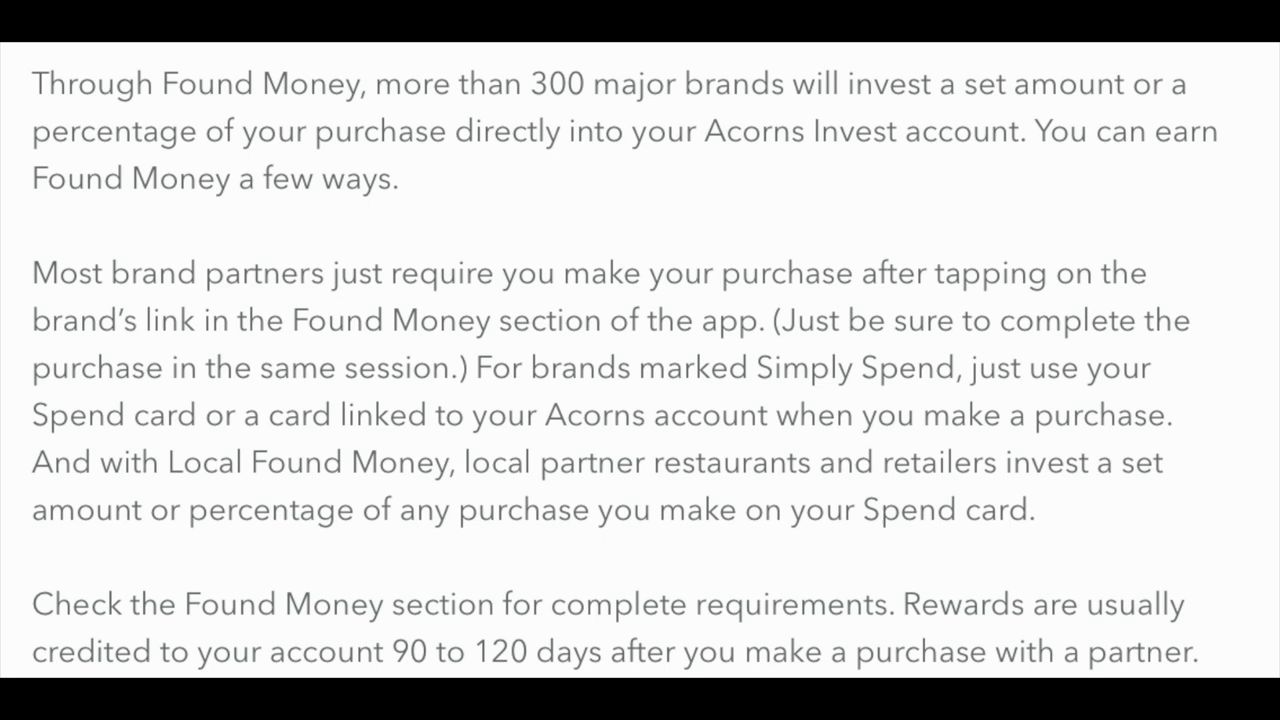 Through Found Money, more than 300 major brands will invest a set amount or a
percentage of your purchase directly into your Acorns Invest account. You can earn
Found Money a few ways.
Most brand partners just require you make your purchase after tapping on the
brand’s link in the Found Money section of the app. (Just be sure to complete the
purchase in the same session.) For brands marked Simply Spend, just use your
Spend card or a card linked to your Acorns account when you make a purchase.
And with Local Found Money, local partner restaurants and retailers invest a set
amount or percentage of any purchase you make on your Spend card.
Check the Found Money section for complete requirements. Rewards are usually
credited to your account 90 to 120 days after you make a purchase with a partner.